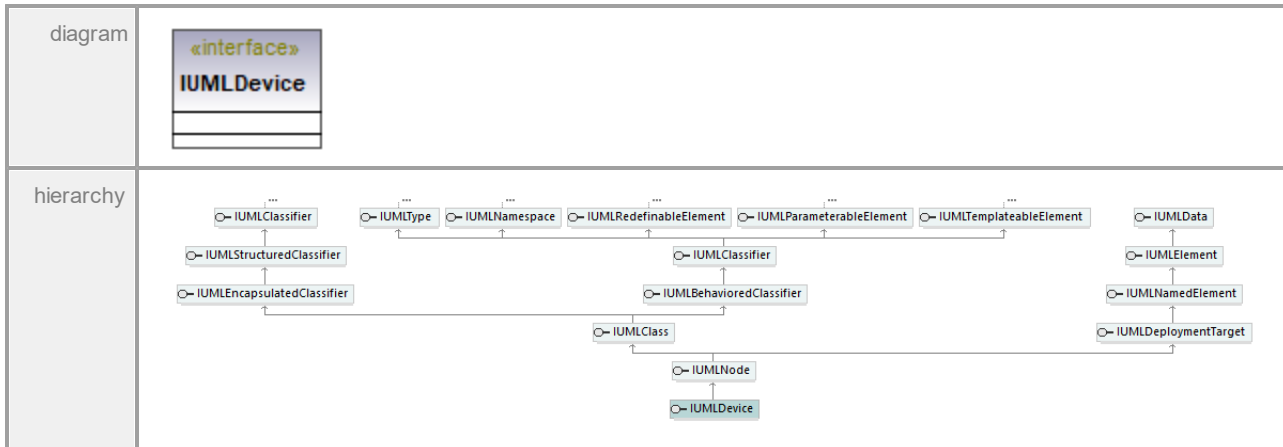 diagram
«interface»
IUMLDevice
hierarchy
... ... ... ... ... ...
IUMLClassifier IUMLType IUMLNamespace IUMLRedefinableElement IUMLParameterableElement IUMLTemplateableElement IUMLData
IUMLStructuredClassifier IUMLClassifier IUMLElement
IUMLEncapsulatedClassifier IUMLBehavioredClassifier IUMLNamedElement
IUMLClass IUMLDeploymentTarget
IUMLNode
IUMLDevice